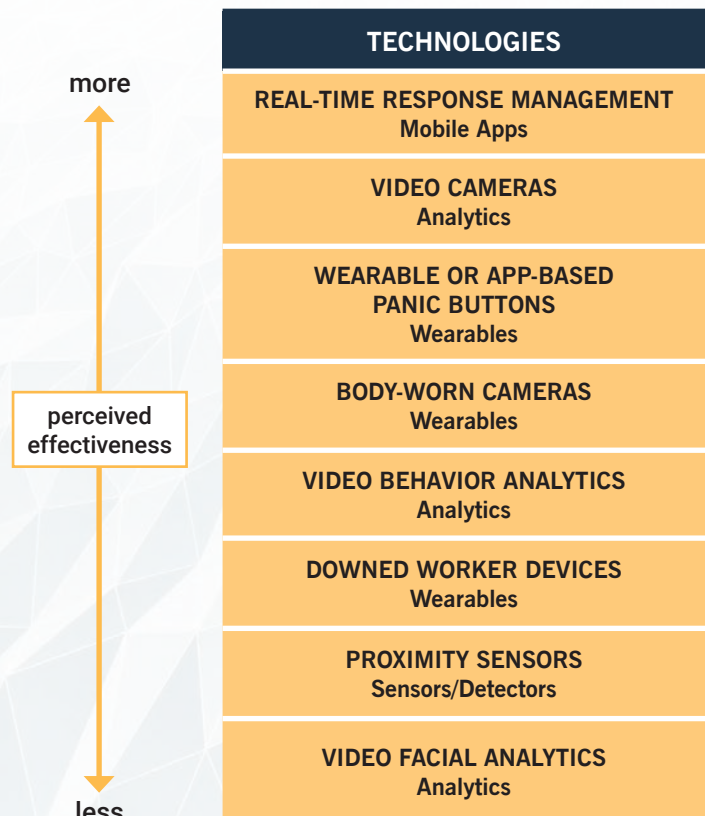 TECHNOLOGIES
more
REAL-TIME RESPONSE MANAGEMENT
Mobile Apps
VIDEO CAMERAS
Analytics
WEARABLE OR APP-BASED
PANIC BUTTONS
Wearables
perceived
effectiveness
BODY-WORN CAMERAS
Wearables
VIDEO BEHAVIOR ANALYTICS
Analytics
DOWNED WORKER DEVICES
Wearables
PROXIMITY SENSORS
Sensors/Detectors
VIDEO FACIAL ANALYTICS
Analytics
less